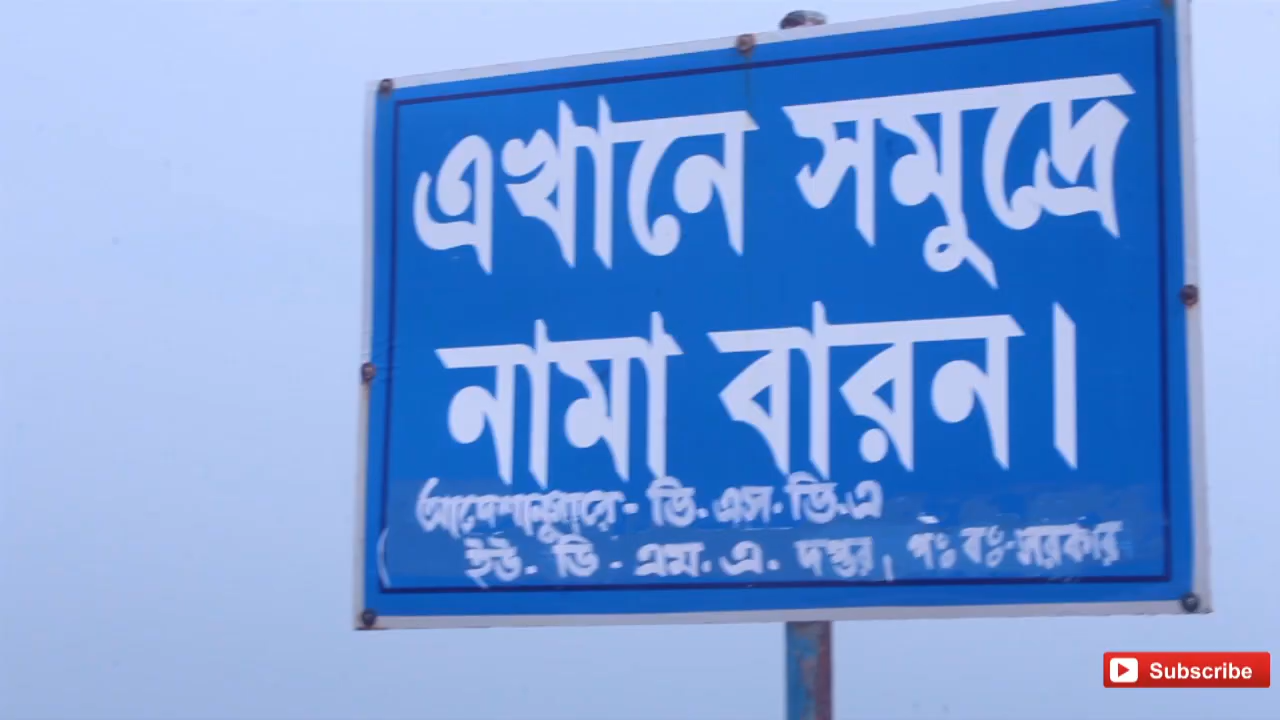 এখানে সমুদ্রে
নামা বারন।
আদেশানুসারে - ডি. এস. ডি. এ
ইউ. ডি. এম. এ. দপ্তর, পঃ বঃ-সরকার
Subscribe